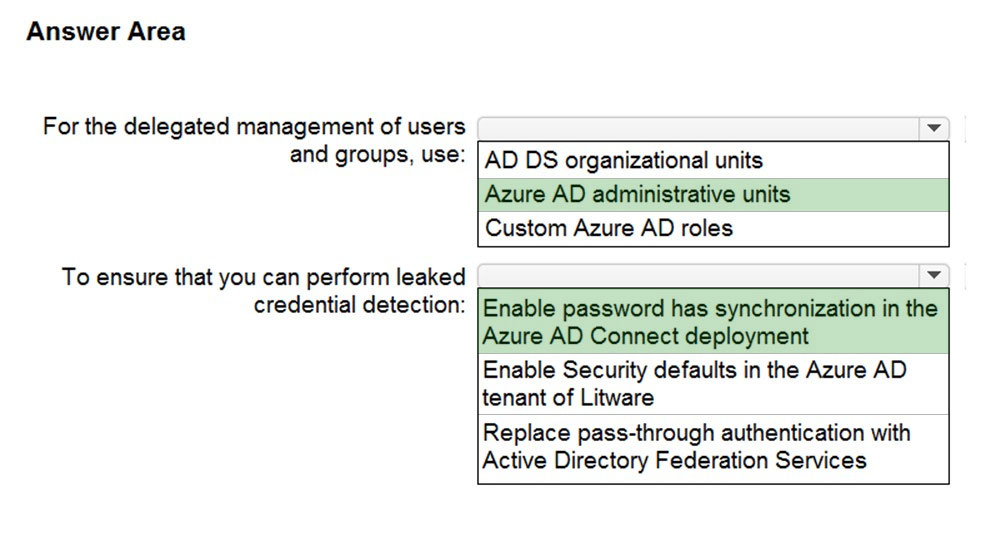 Answer Area
For the delegated management of users
and groups, use:
AD DS organizational units
Azure AD administrative units
Custom Azure AD roles
To ensure that you can perform leaked
credential detection:
Enable password has synchronization in the
Azure AD Connect deployment
Enable Security defaults in the Azure AD
tenant of Litware
Replace pass-through authentication with
Active Directory Federation Services